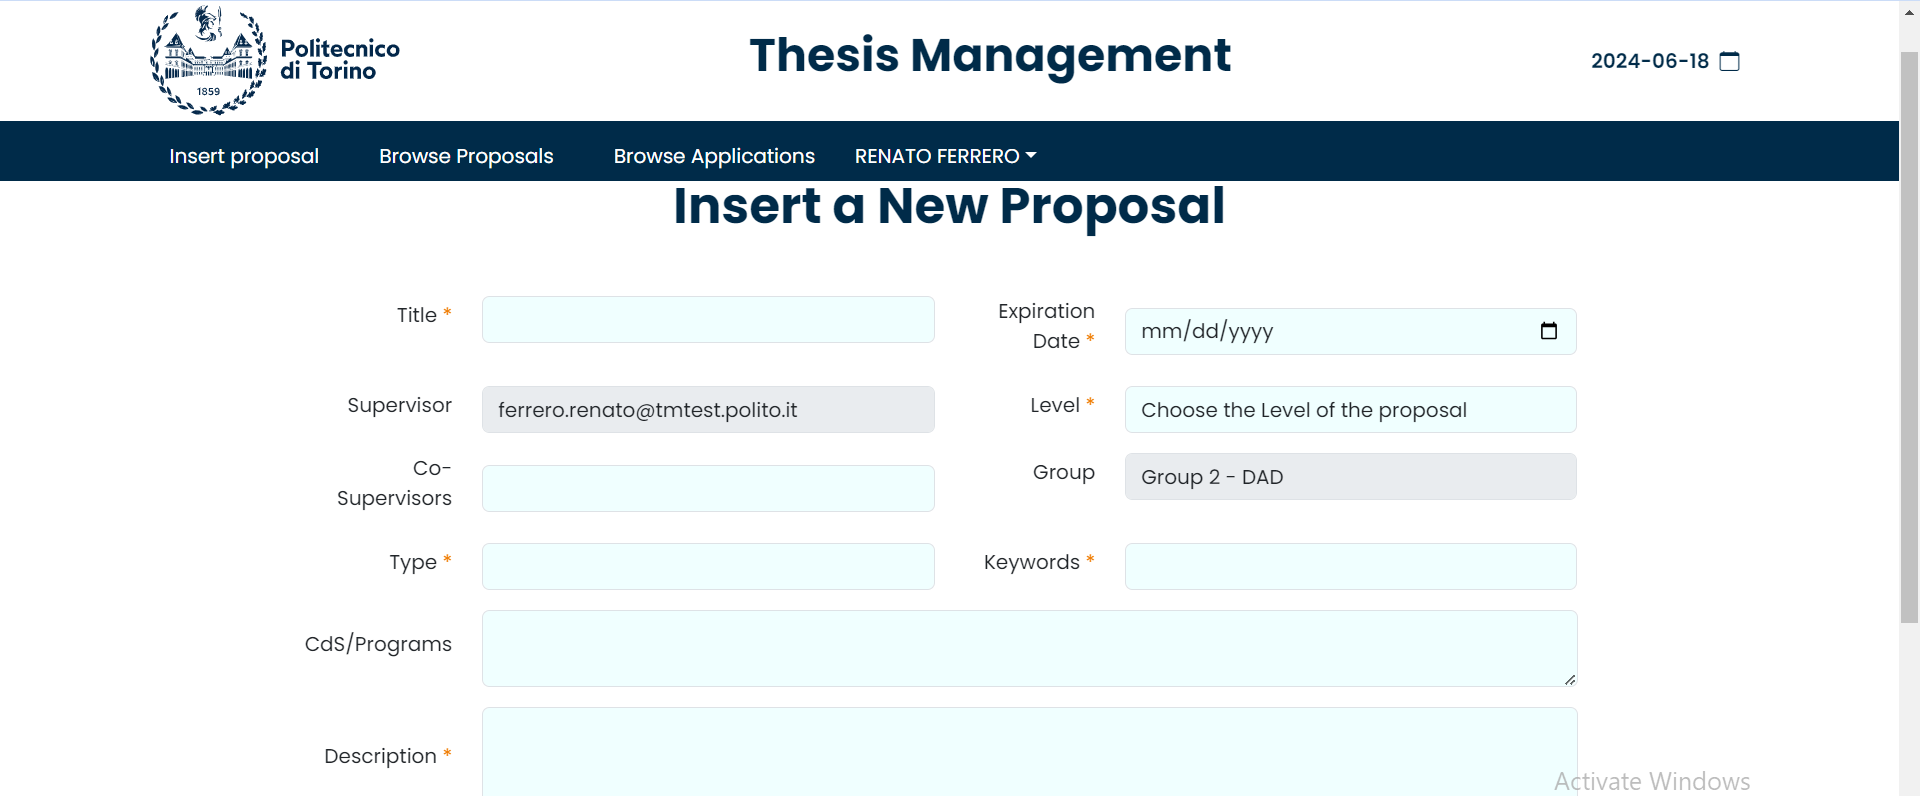 Politecnico
di Torino
1859
Thesis Management
2024-06-18
Insert proposal
Browse Proposals
Browse Applications
RENATO FERRERO
Insert a New Proposal
Title *
Expiration
Date *
mm/dd/yyyy
Supervisor
ferrero.renato@tmtest.polito.it
Level *
Choose the Level of the proposal
Co-
Supervisors
Group
Group 2 - DAD
Type *
Keywords *
CdS/Programs
Description *
Activate Windows